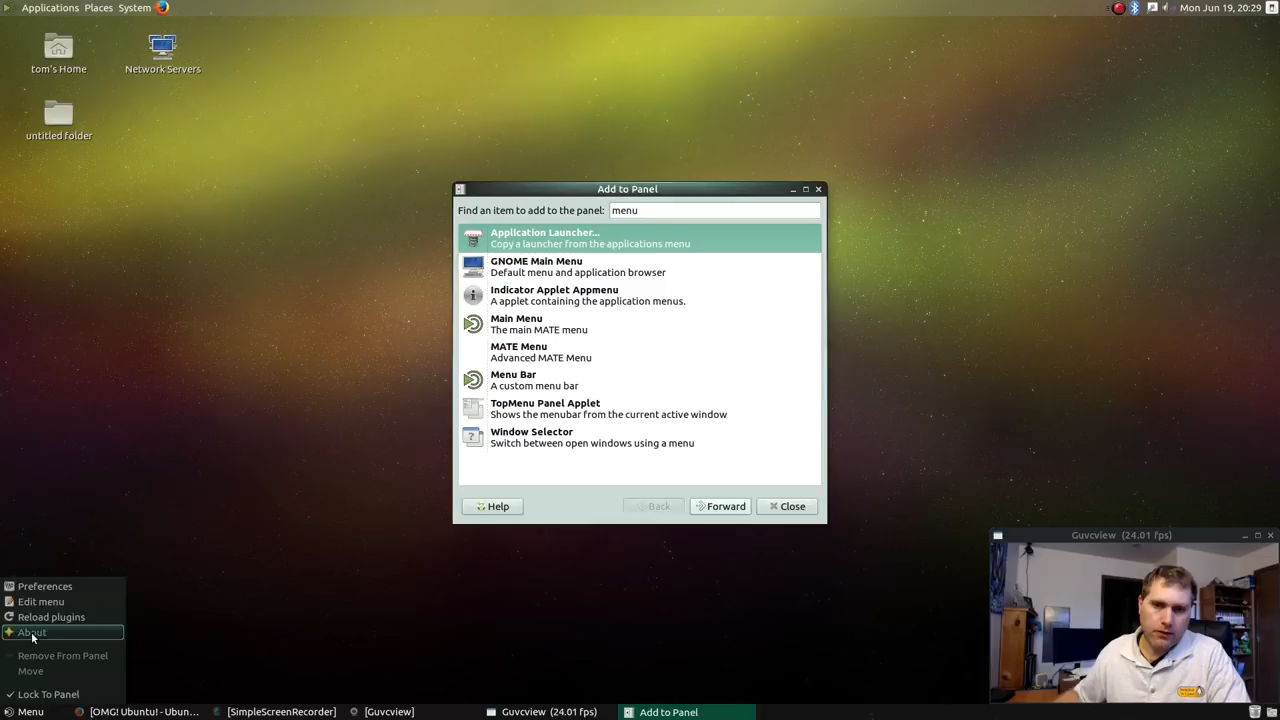 Applications Places System
Mon Jun 19, 20:29
tom's Home
Network Servers
untitled folder
Add to Panel
Find an item to add to the panel: menu
Application Launcher...
Copy a launcher from the applications menu
GNOME Main Menu
Default menu and application browser
Indicator Applet Appmenu
A applet containing the application menus.
Main Menu
The main MATE menu
MATE Menu
Advanced MATE Menu
Menu Bar
A custom menu bar
TopMenu Panel Applet
Shows the menubar from the current active window
Window Selector
Switch between open windows using a menu
Help
Back
Forward
Close
Guvcview (24.01 fps)
Preferences
Edit menu
Reload plugins
About
Remove From Panel
Move
Lock To Panel
Menu
[OMG! Ubuntu! - Ubun...
[SimpleScreenRecorder]
[Guvcview]
Guvcview (24.01 fps)
Add to Panel